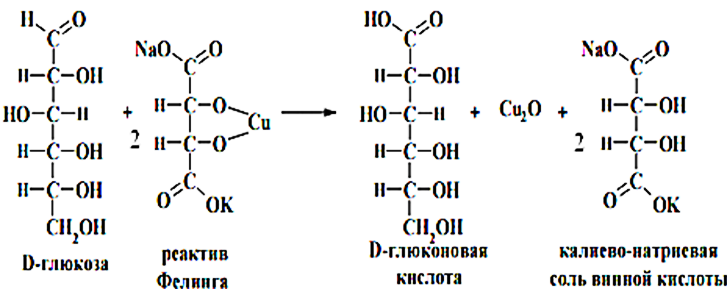 H C=O
H-C-OH
HO-C-H
H-C-OH
H-C-OH
CH₂OH
D-глюкоза
+
2
NaO C=O
H-C-O
Cu
H-C-O
C
O OK
реактив
Фелинга
HO C=O
H-C-OH
HO-C-H
H-C-OH
H-C-OH
CH₂OH
D-глюконовая
кислота
+ Cu₂O +
2
NaO C=O
H-C-OH
H-C-OH
C
O OK
калиево-натриевая
соль винной кислоты